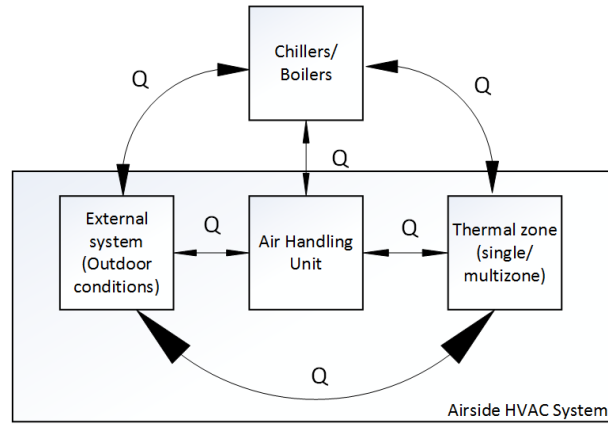 Chillers/
Boilers
Q
Q
Q
External
system
(Outdoor
conditions)
Q
Air Handling
Unit
Q
Thermal zone
(single/
multizone)
Q
Airside HVAC System